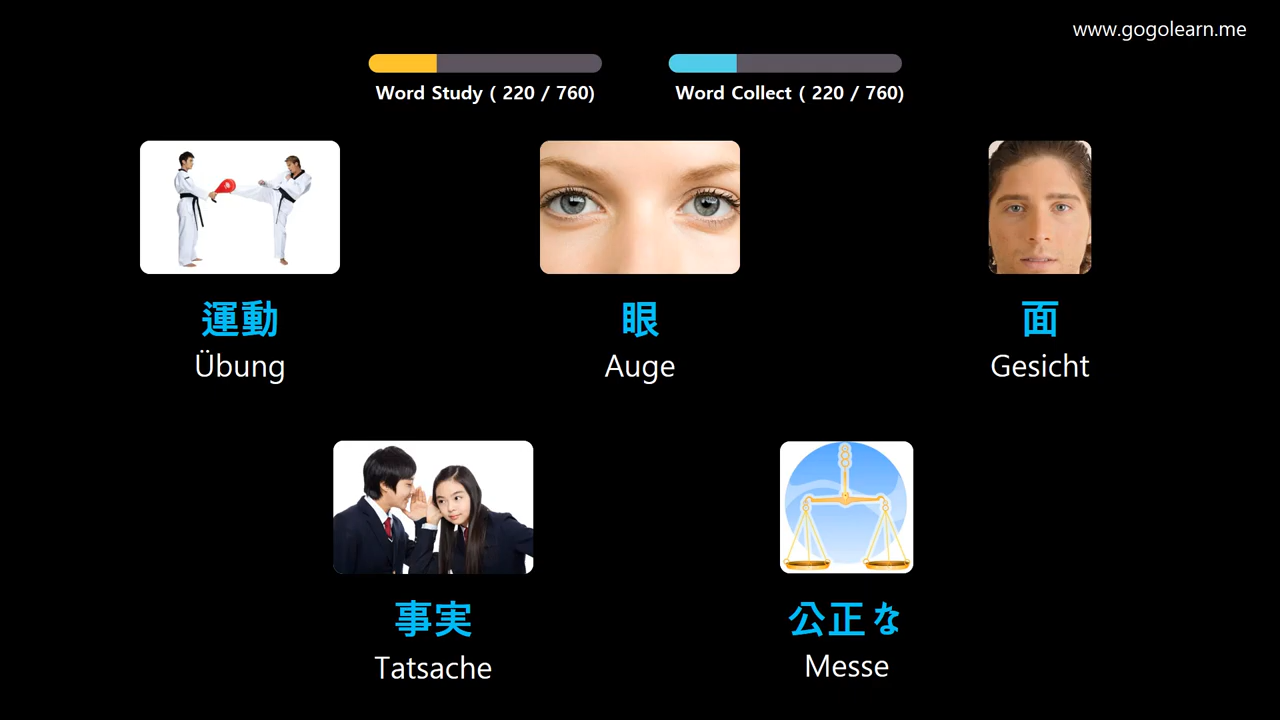 www.gogolearn.me
Word Study ( 220 / 760)
Word Collect ( 220 / 760)
運動
Übung
眼
Auge
面
Gesicht
事実
Tatsache
公正な
Messe